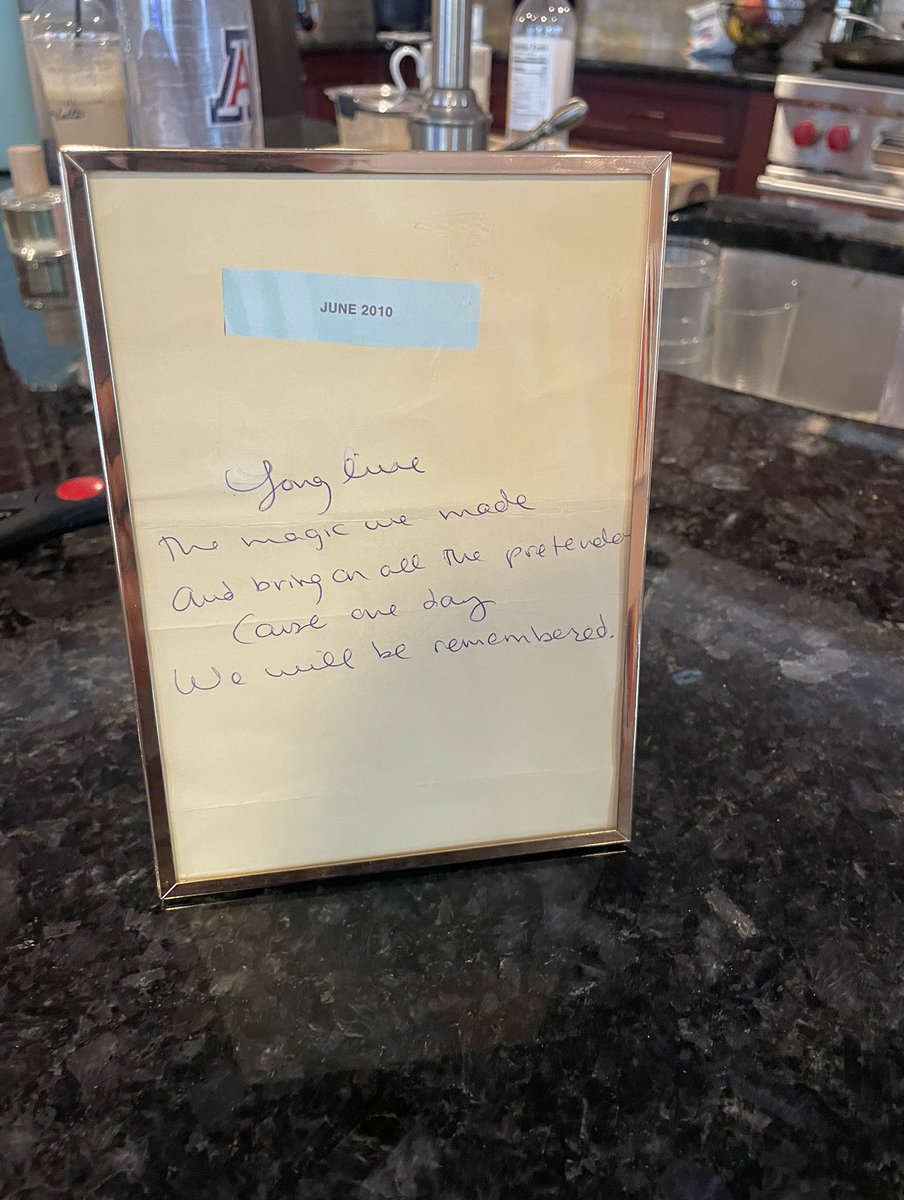 A
JUNE 2010
Long live
The magic we made
And bring on all the pretende
Cause one day
We will be remembered.